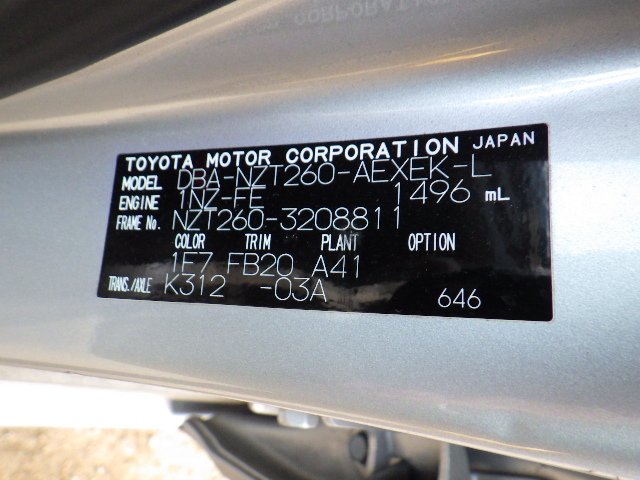 TOYOTA MOTOR CORPORATION JAPAN
MODEL DBA-NZT260-AEXEK-L
ENGINE 1NZ-FE 1496 mL
FRAME No. NZT260-3208811
COLOR TRIM PLANT OPTION
1E7 FB20 A41
TRANS./AXLE K312 -03A 646